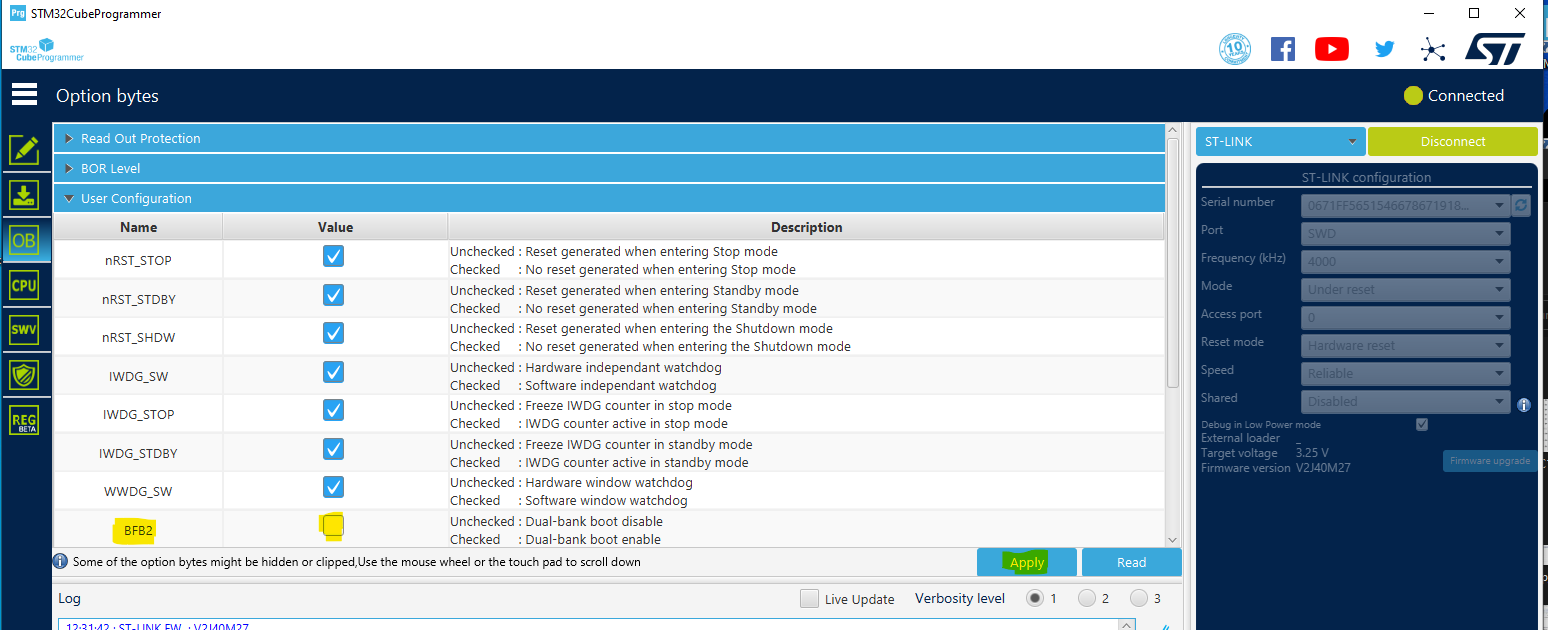 Prg STM32CubeProgrammer
STM32
CubeProgrammer
10
ST
Option bytes
Connected
Read Out Protection
BOR Level
User Configuration
Name Value Description
nRST_STOP
Unchecked : Reset generated when entering Stop mode
Checked : No reset generated when entering Stop mode
nRST_STDBY
Unchecked : Reset generated when entering Standby mode
Checked : No reset generated when entering Standby mode
nRST_SHDW
Unchecked : Reset generated when entering the Shutdown mode
Checked : No reset generated when entering the Shutdown mode
IWDG_SW
Unchecked : Hardware independant watchdog
Checked : Software independant watchdog
IWDG_STOP
Unchecked : Freeze IWDG counter in stop mode
Checked : IWDG counter active in stop mode
IWDG_STDBY
Unchecked : Freeze IWDG counter in standby mode
Checked : IWDG counter active in standby mode
WWDG_SW
Unchecked : Hardware window watchdog
Checked : Software window watchdog
BFB2
Unchecked : Dual-bank boot disable
Checked : Dual-bank boot enable
Some of the option bytes might be hidden or clipped,Use the mouse wheel or the touch pad to scroll down
Apply Read
Log
Live Update Verbosity level 1 2 3
12:31:42 : ST-LINK FW : V2J40M27
OB
CPU
SWV
REG
BETA
ST-LINK Disconnect
ST-LINK configuration
Serial number 0671FF5651546678671918...
Port SWD
Frequency (kHz) 4000
Mode Under reset
Access port 0
Reset mode Hardware reset
Speed Reliable
Shared Disabled
Debug in Low Power mode
External loader _
Target voltage 3.25 V
Firmware version V2J40M27
Firmware upgrade